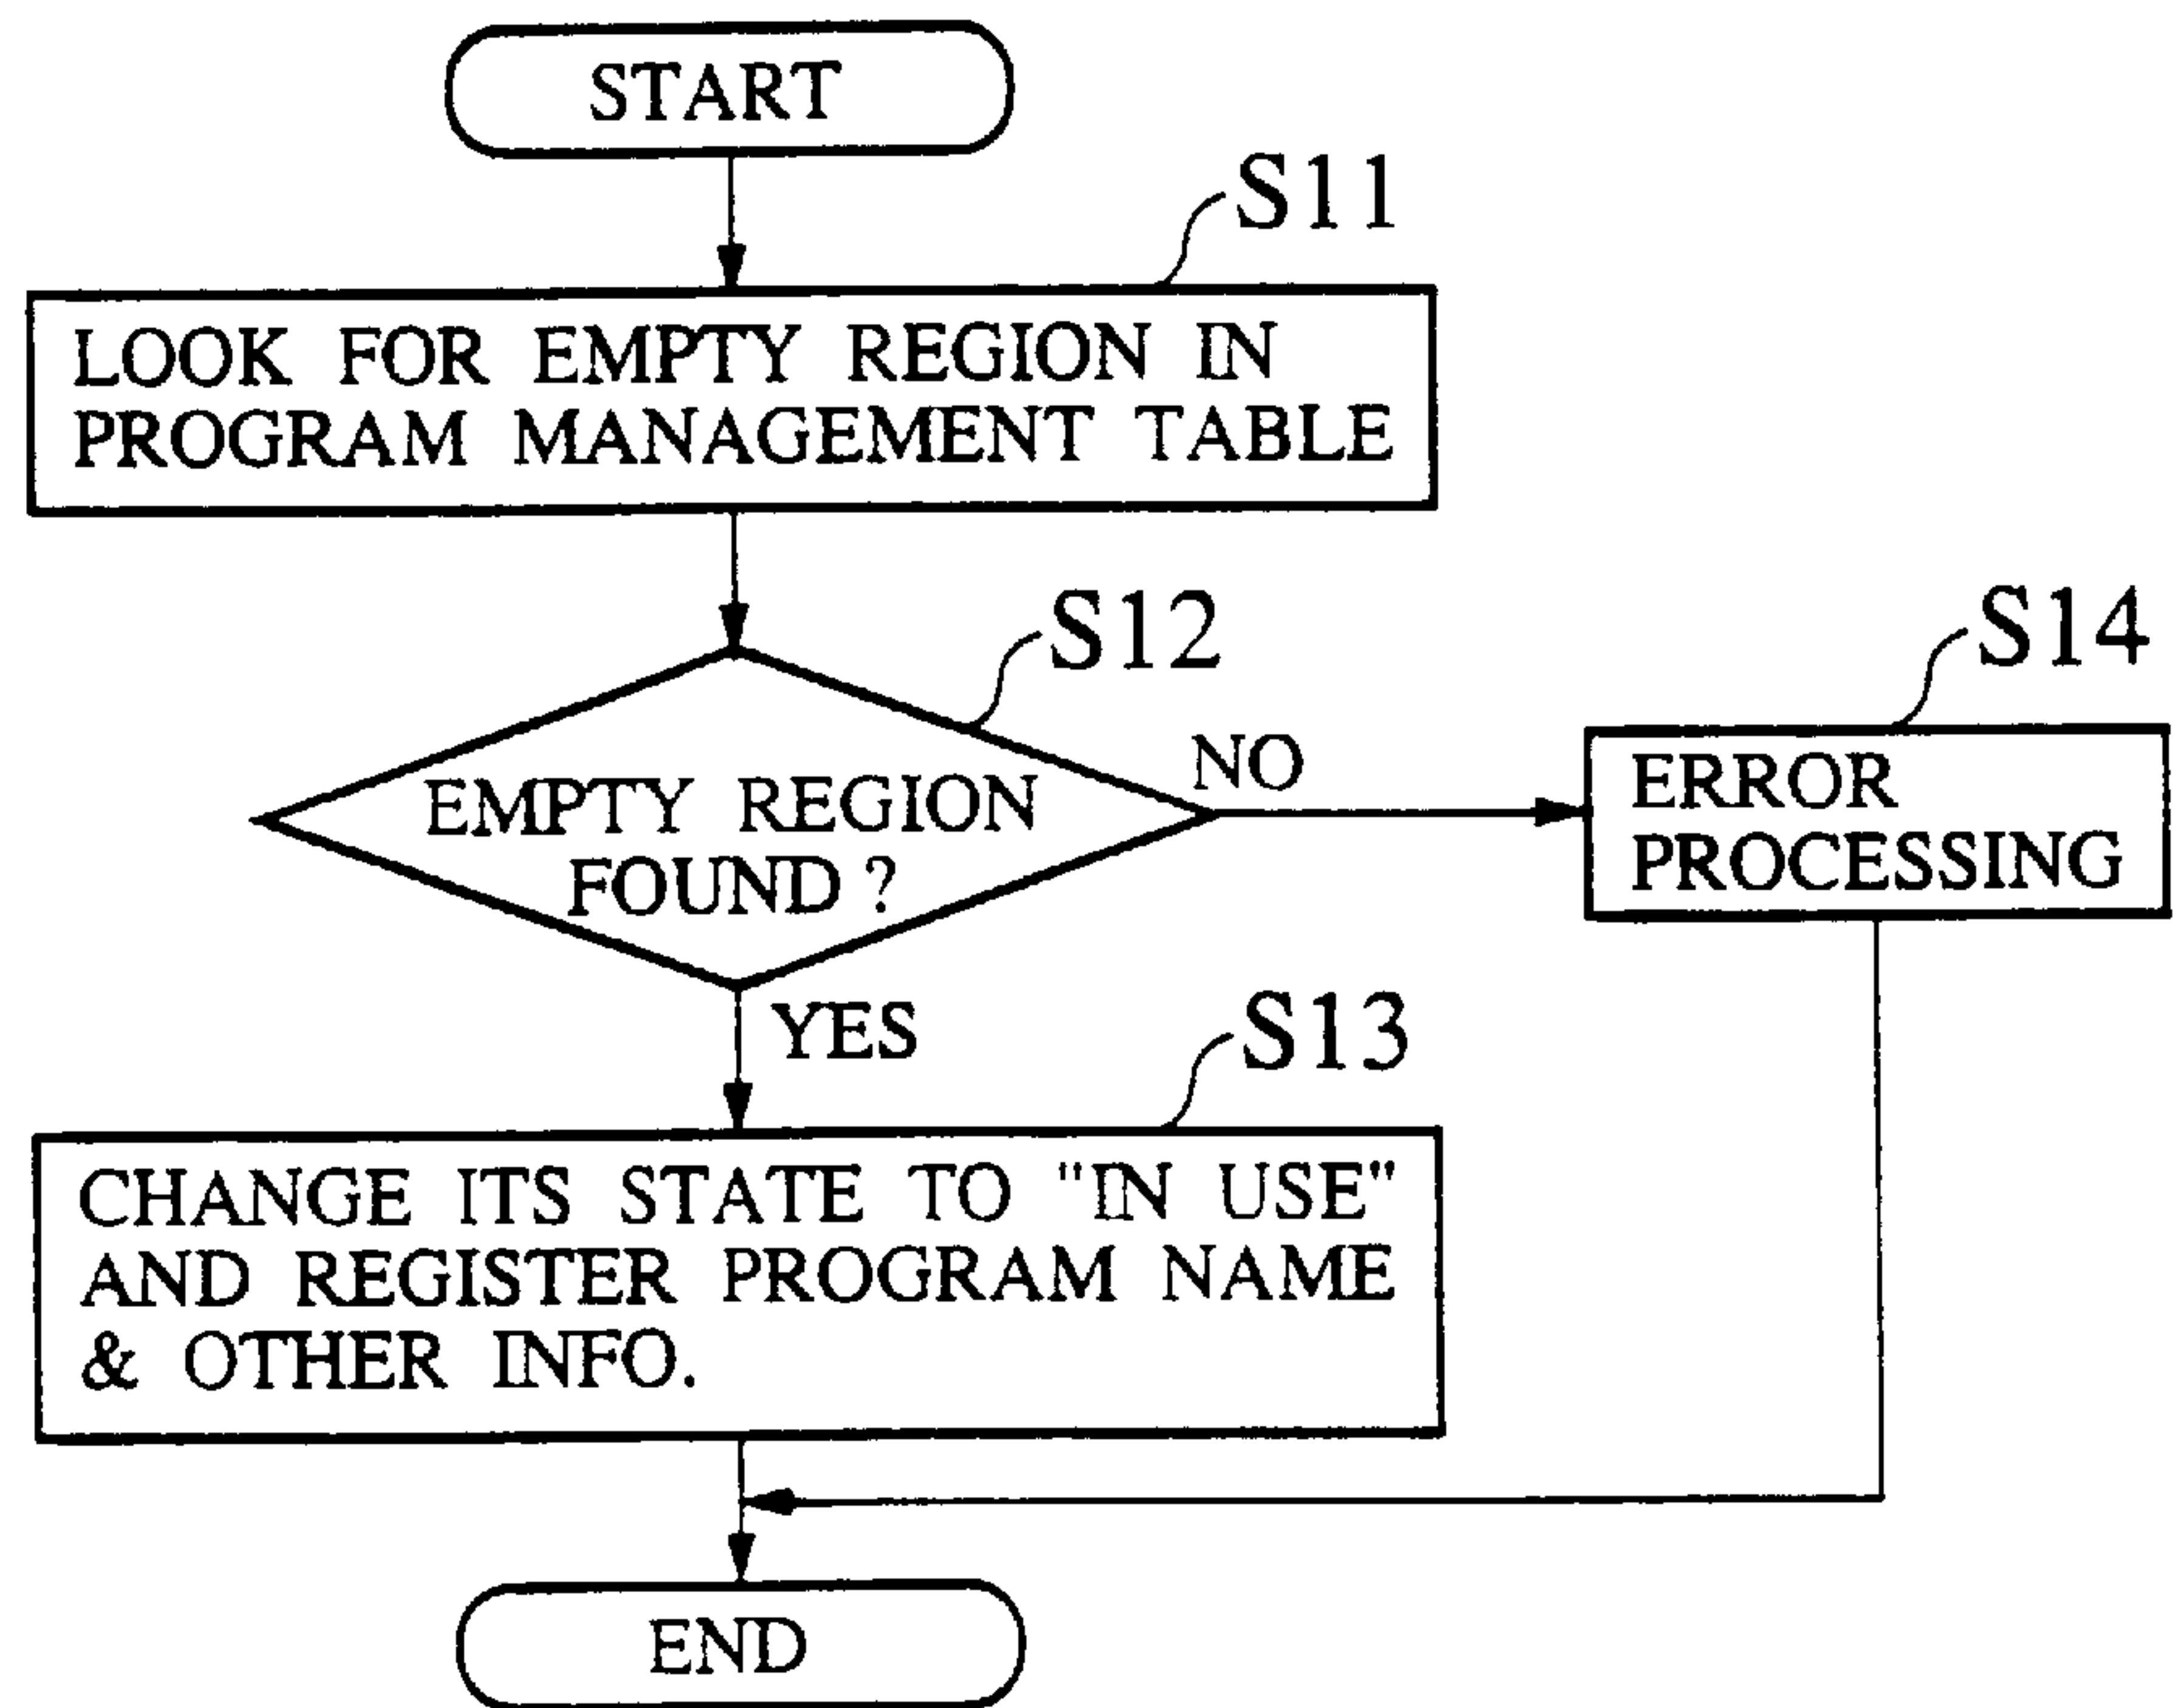 START
S11
LOOK FOR EMPTY REGION IN
PROGRAM MANAGEMENT TABLE
S12
S14
NO
EMPTY REGION
FOUND ?
ERROR
PROCESSING
YES
S13
CHANGE ITS STATE TO "IN USE"
AND REGISTER PROGRAM NAME
& OTHER INFO.
END